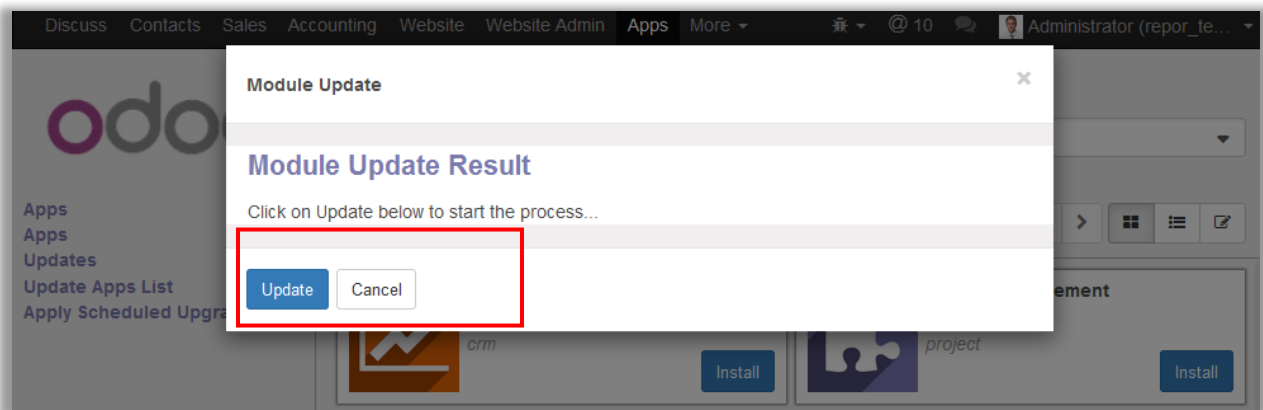 Discuss Contacts Sales Accounting Website Website Admin Apps More @ 10 Administrator (repor_te...
Module Update ×
odo
Module Update Result
Click on Update below to start the process...
Apps
Apps
Updates
Update Apps List
Apply Scheduled Upgra
Update Cancel
ement
crm
project
Install
Install